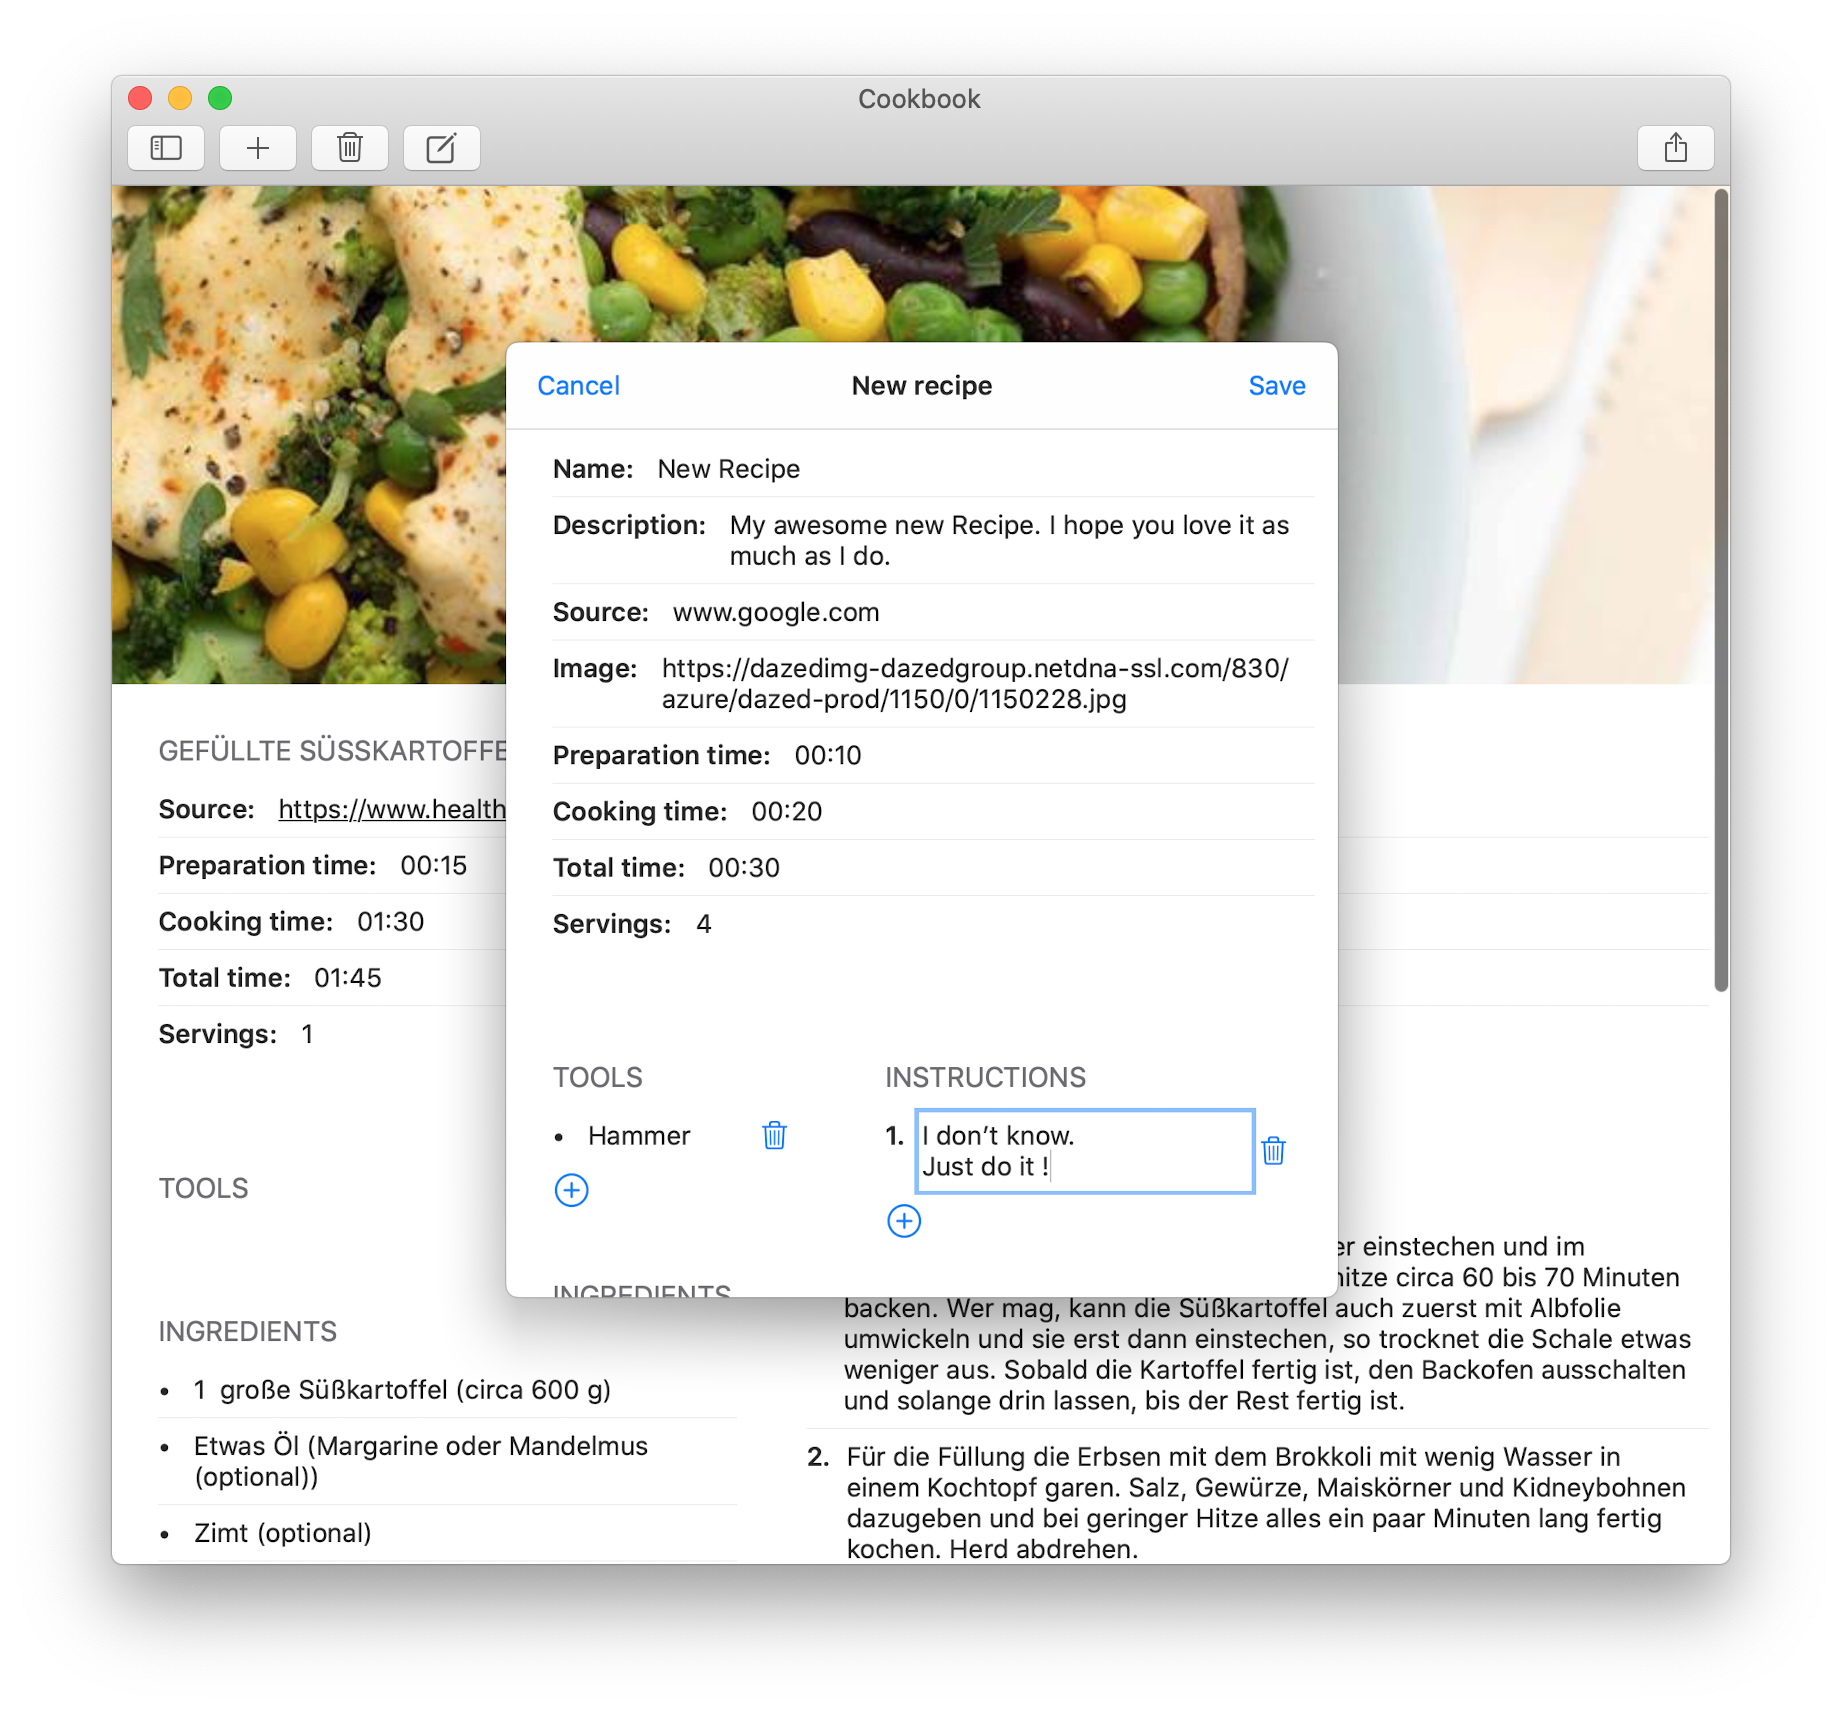 Cookbook
Cancel
New recipe
Save
Name: New Recipe
Description: My awesome new Recipe. I hope you love it as
much as I do.
Source: www.google.com
Image: https://dazedimg-dazedgroup.netdna-ssl.com/830/
azure/dazed-prod/1150/0/1150228.jpg
Preparation time: 00:10
Cooking time: 00:20
Total time: 00:30
Servings: 4
TOOLS
• Hammer
INSTRUCTIONS
1. I don’t know.
Just do it !
INGREDIENTS
GEFÜLLTE SÜSSKARTOFFE
Source: https://www.health
Preparation time: 00:15
Cooking time: 01:30
Total time: 01:45
Servings: 1
TOOLS
INGREDIENTS
• 1 große Süßkartoffel (circa 600 g)
• Etwas Öl (Margarine oder Mandelmus
(optional))
• Zimt (optional)
er einstechen und im
hitze circa 60 bis 70 Minuten
backen. Wer mag, kann die Süßkartoffel auch zuerst mit Albfolie
umwickeln und sie erst dann einstechen, so trocknet die Schale etwas
weniger aus. Sobald die Kartoffel fertig ist, den Backofen ausschalten
und solange drin lassen, bis der Rest fertig ist.
2. Für die Füllung die Erbsen mit dem Brokkoli mit wenig Wasser in
einem Kochtopf garen. Salz, Gewürze, Maiskörner und Kidneybohnen
dazugeben und bei geringer Hitze alles ein paar Minuten lang fertig
kochen. Herd abdrehen.